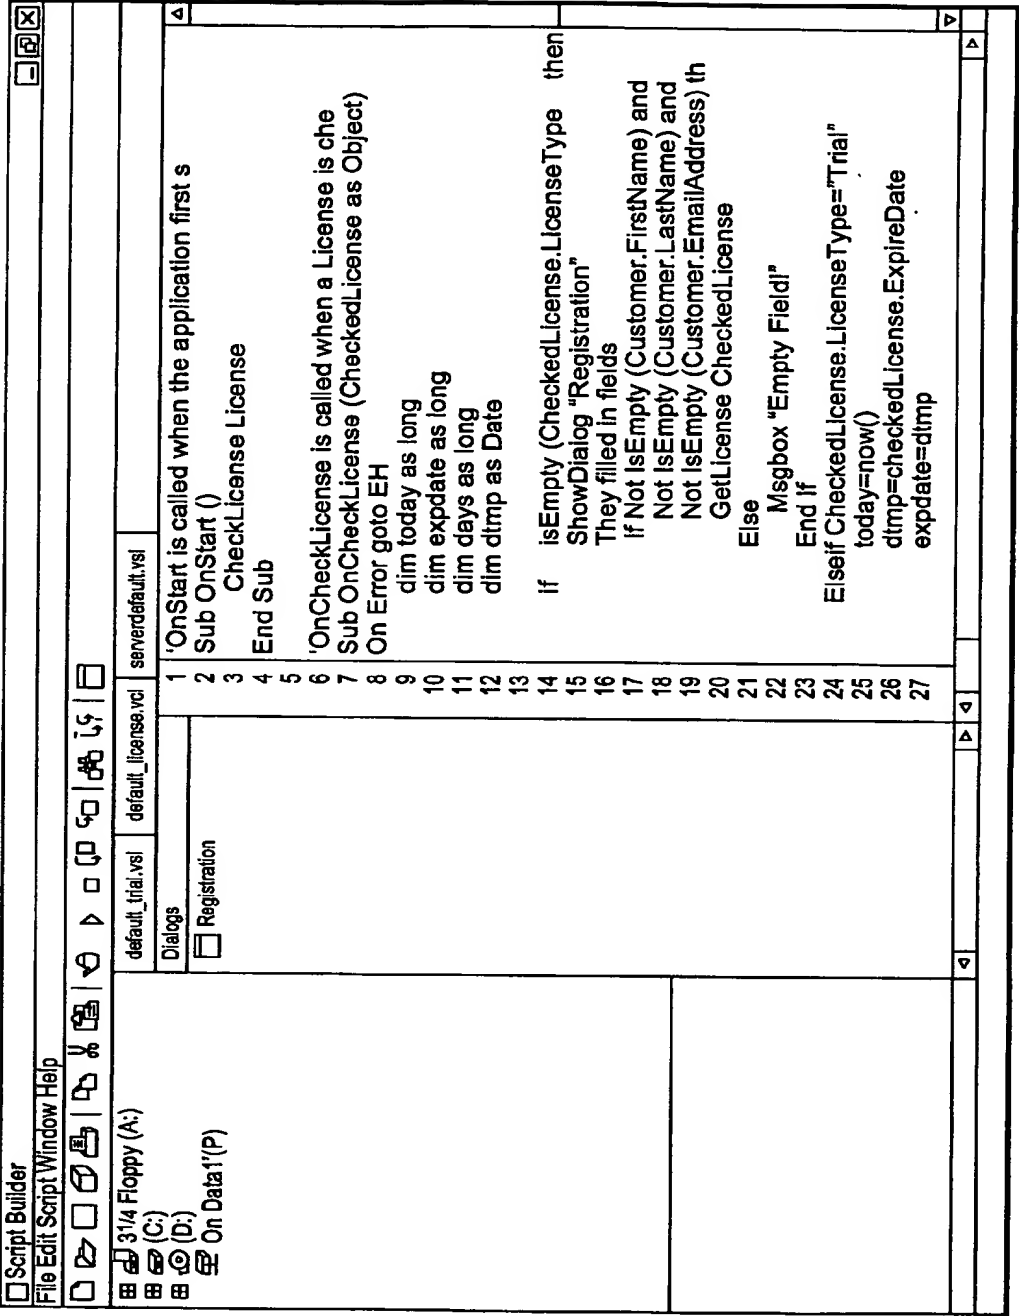 Script Builder
File Edit Script Window Help
31/4 Floppy (A:)
(C:)
(D:)
On Data1'(P)
default_trial.vsl
default_license.vcl
serverdefault.vsl
Dialogs
Registration
1 'OnStart is called when the application first s
2 Sub OnStart ()
3 CheckLicense License
4 End Sub
5
6 'OnCheckLicense is called when a License is che
7 Sub OnCheckLicense (CheckedLicense as Object)
8 On Error goto EH
9 dim today as long
10 dim expdate as long
11 dim days as long
12 dim dtmp as Date
13
14 If isEmpty (CheckedLicense.LicenseType then
15 ShowDialog "Registration"
16 They filled in fields
17 If Not IsEmpty (Customer.FirstName) and
18 Not IsEmpty (Customer.LastName) and
19 Not IsEmpty (Customer.EmailAddress) th
20 GetLicense CheckedLicense
21 Else
22 Msgbox "Empty Field!"
23 End If
24 Elseif CheckedLicense.LicenseType="Trial"
25 today=now()
26 dtmp=checkedLicense.ExpireDate
27 expdate=dtmp